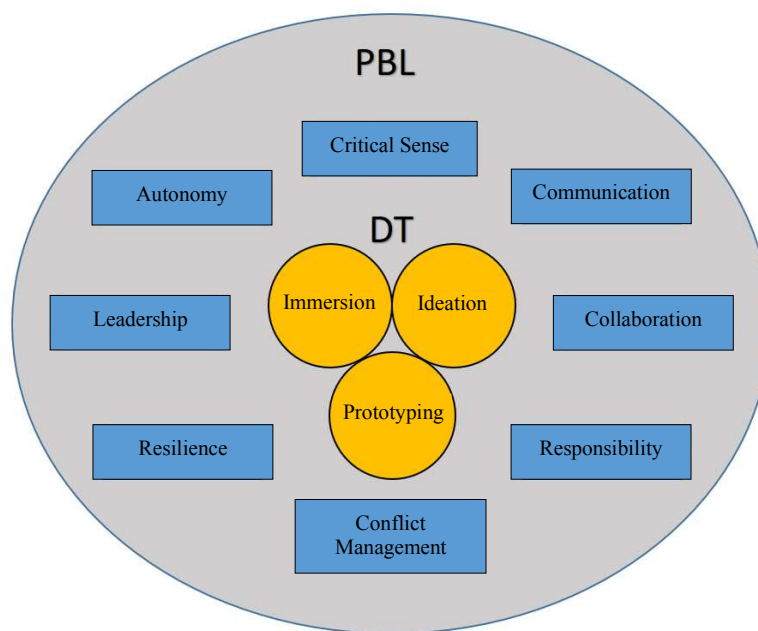 PBL
Critical Sense
Autonomy
Communication
DT
Immersion
Ideation
Leadership
Collaboration
Prototyping
Resilience
Responsibility
Conflict
Management